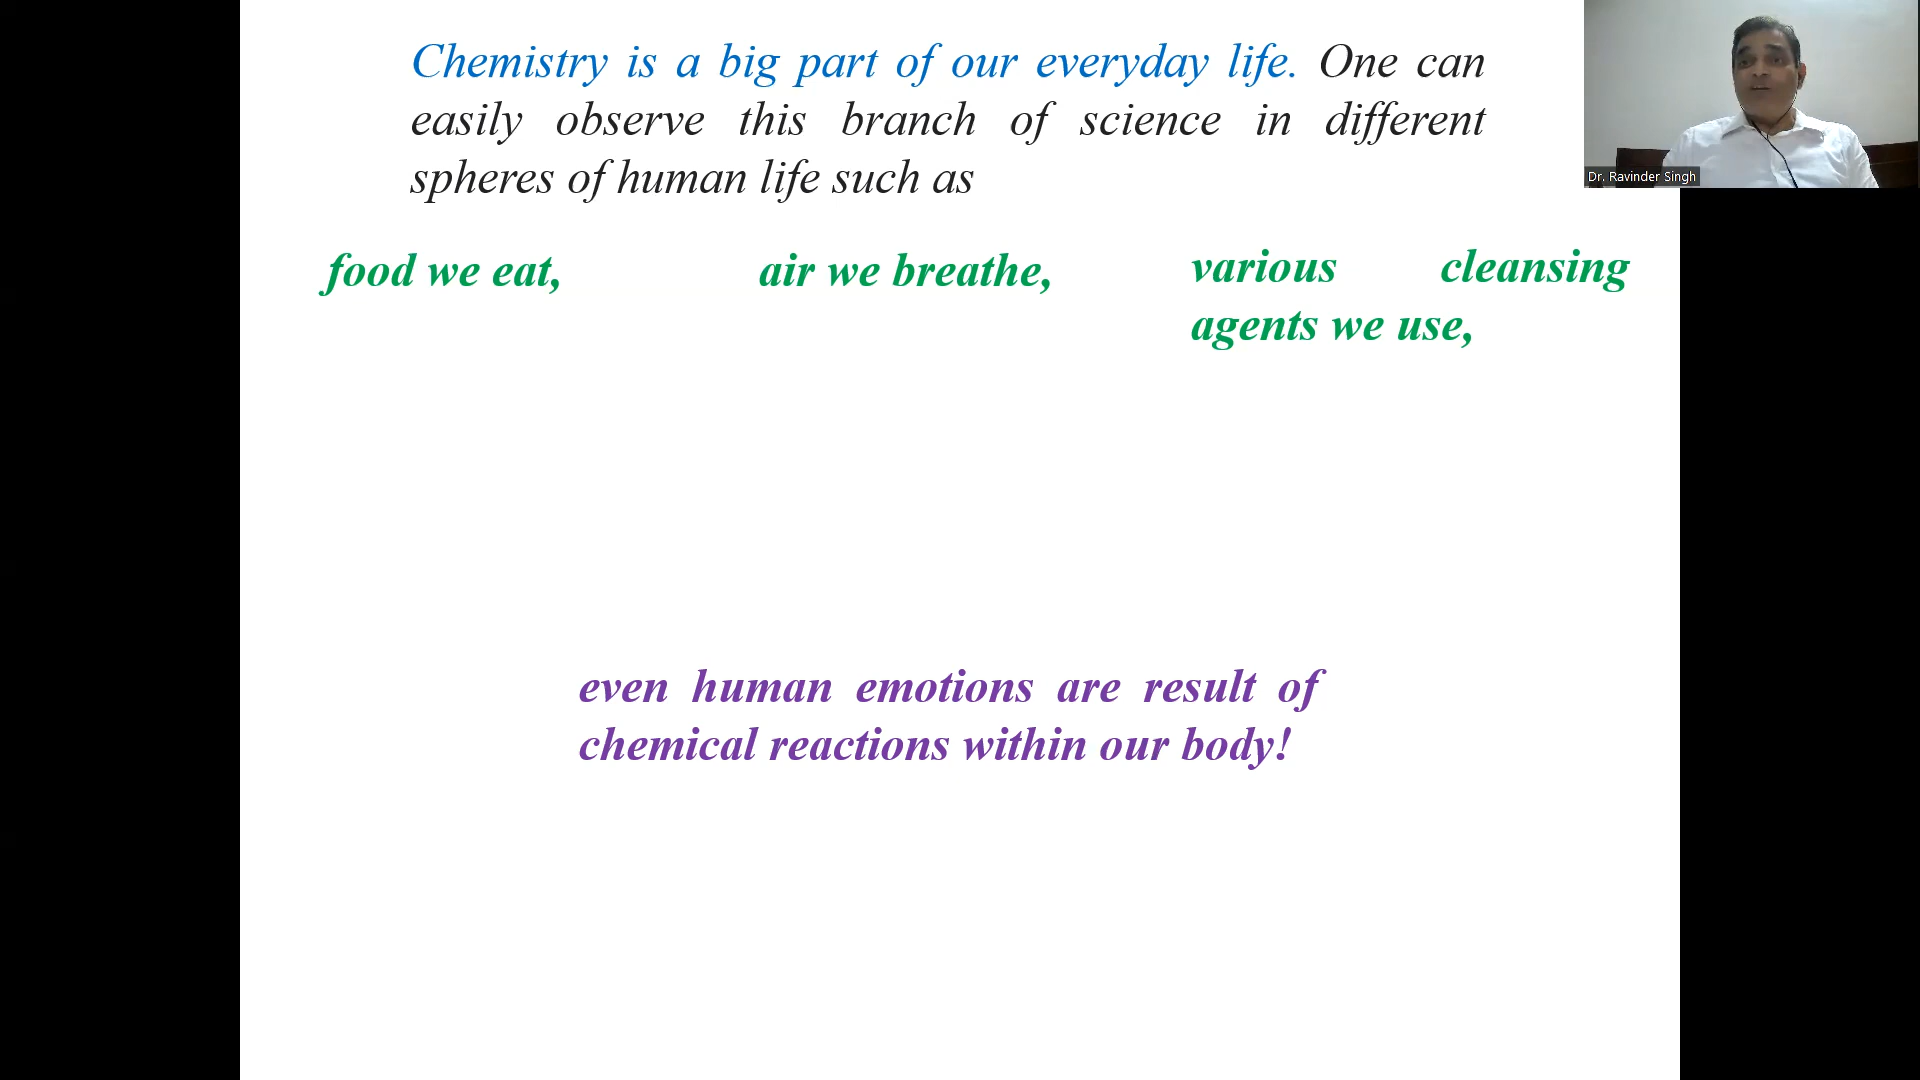 Chemistry is a big part of our everyday life. One can
easily observe this branch of science in different
spheres of human life such as
Dr. Ravinder Singh
food we eat,
air we breathe,
various cleansing
agents we use,
even human emotions are result of
chemical reactions within our body!